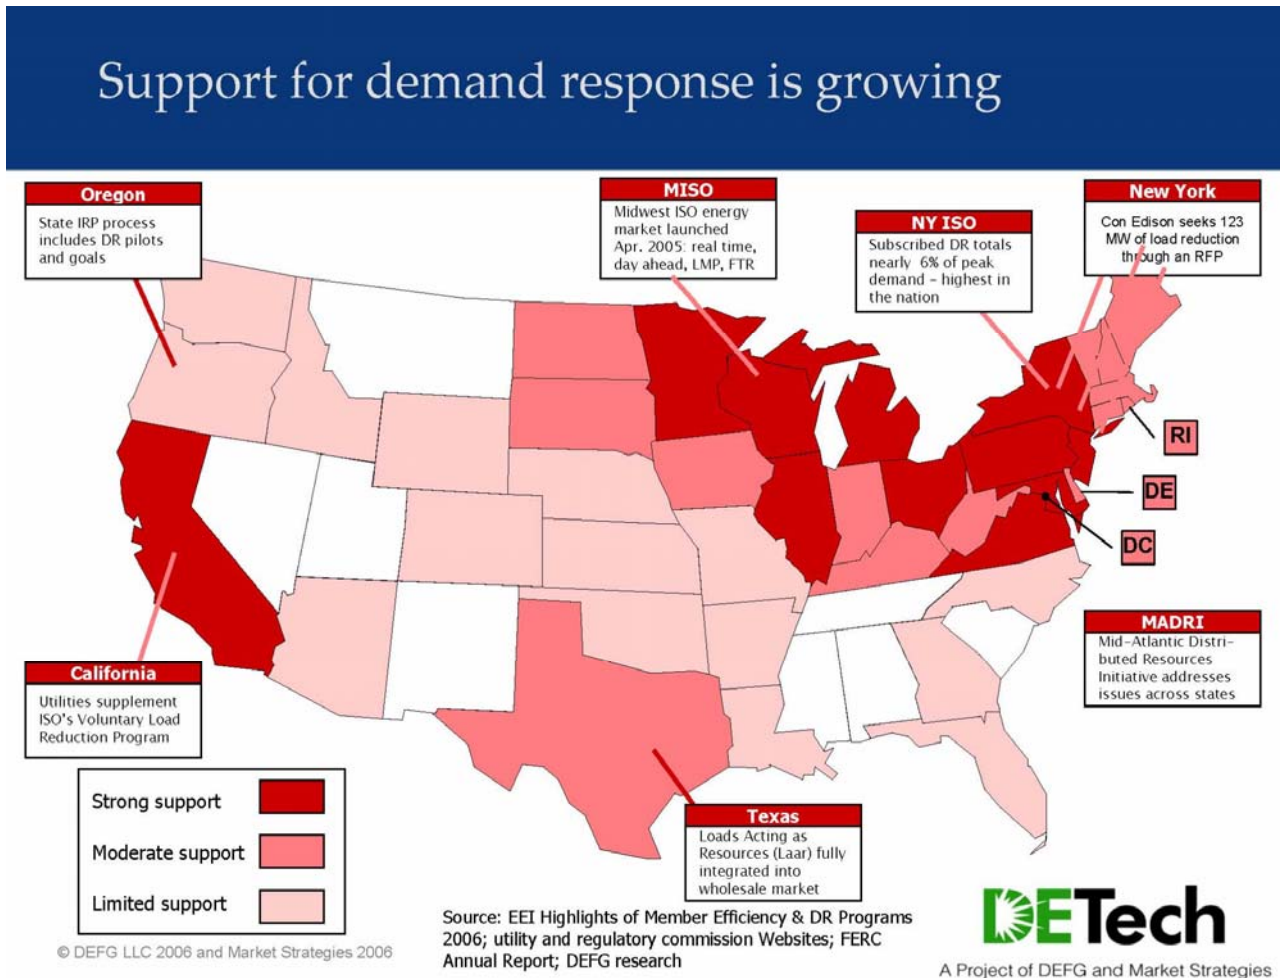 Support for demand response is growing
Oregon
State IRP process
includes DR pilots
and goals
MISO
Midwest ISO energy
market launched
Apr. 2005: real time,
day ahead, LMP, FTR
NY ISO
Subscribed DR totals
nearly 6% of peak
demand – highest in
the nation
New York
Con Edison seeks 123
MW of load reduction
through an RFP
RI
DE
DC
MADRI
Mid-Atlantic Distri-
buted Resources
Initiative addresses
issues across states
California
Utilities supplement
ISO's Voluntary Load
Reduction Program
Texas
Loads Acting as
Resources (Laar) fully
integrated into
wholesale market
Strong support
Moderate support
Limited support
© DEFG LLC 2006 and Market Strategies 2006
Source: EEI Highlights of Member Efficiency & DR Programs
2006; utility and regulatory commission Websites; FERC
Annual Report; DEFG research
DETech
A Project of DEFG and Market Strategies